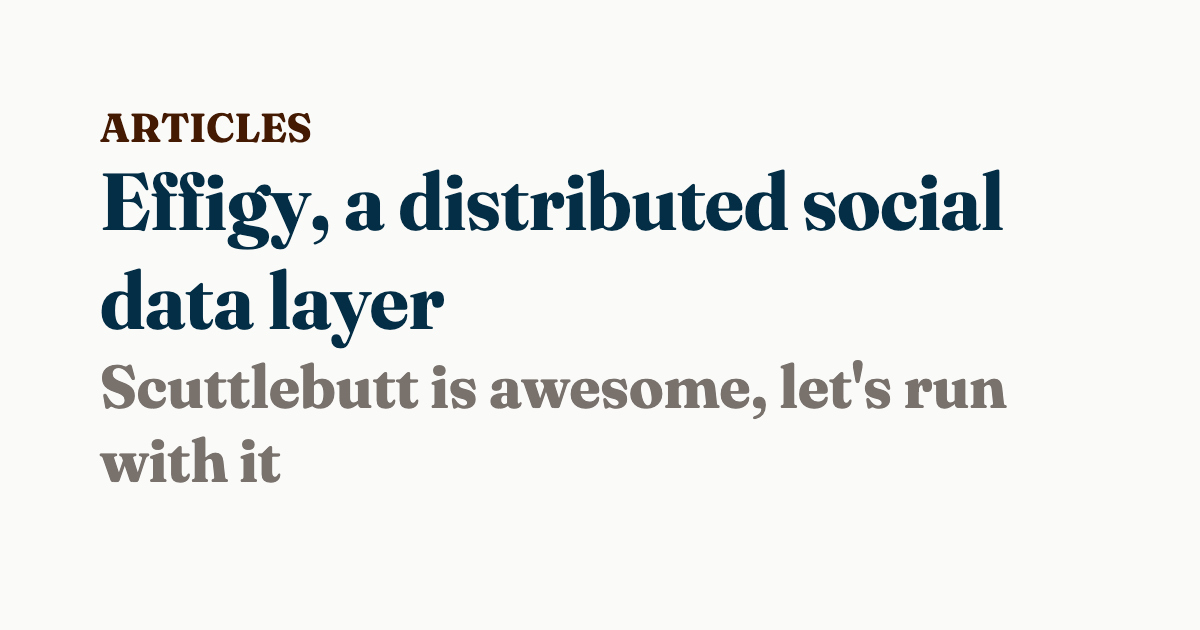 ARTICLES
Effigy, a distributed social
data layer
Scuttlebutt is awesome, let's run
with it